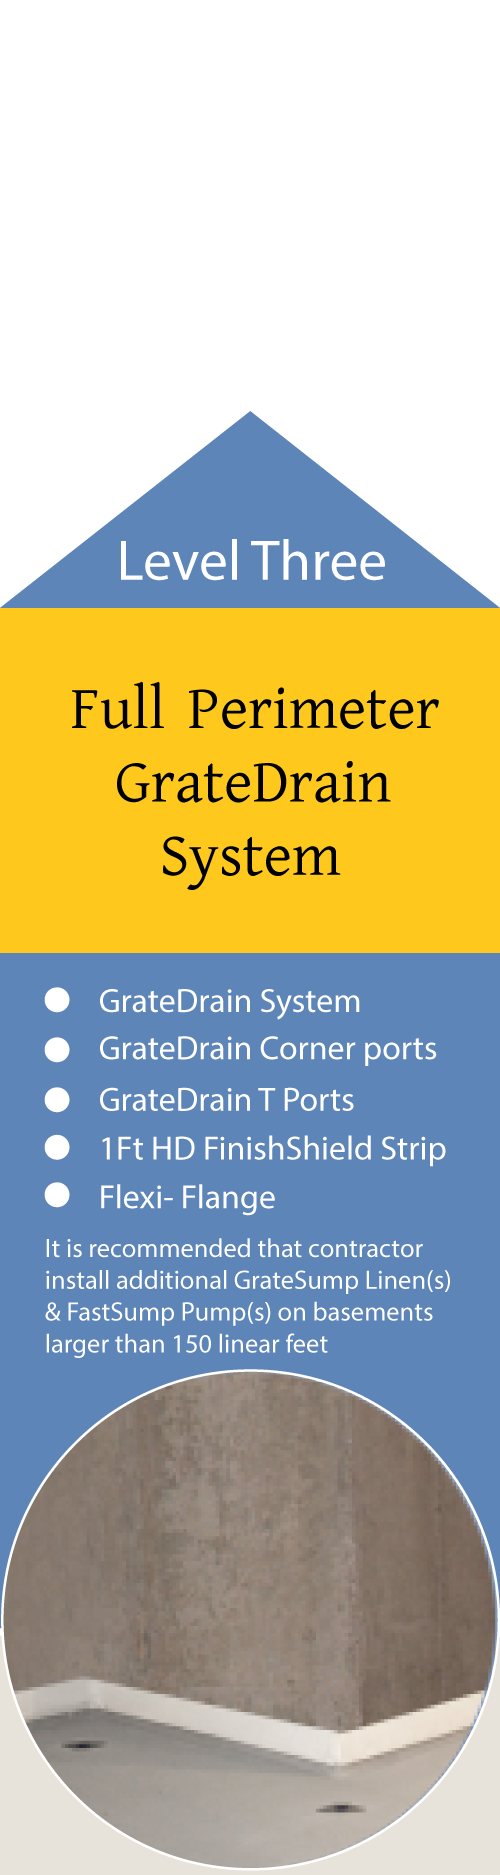 Level Three
Full Perimeter
GrateDrain
System
GrateDrain System
GrateDrain Corner ports
GrateDrain T Ports
1Ft HD FinishShield Strip
Flexi- Flange
It is recommended that contractor
install additional GrateSump Linen(s)
& FastSump Pump(s) on basements
larger than 150 linear feet